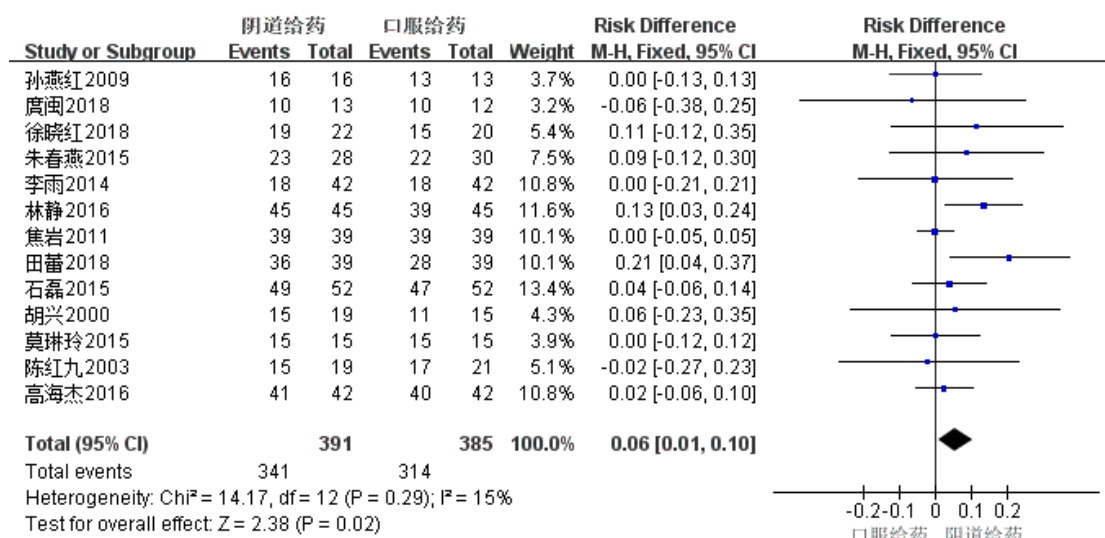 阴道给药 口服给药 Risk Difference Risk Difference
Study or Subgroup Events Total Events Total Weight M-H, Fixed, 95% CI M-H, Fixed, 95% CI
孙燕红2009 16 16 13 13 3.7% 0.00 [-0.13, 0.13]
庹闽2018 10 13 10 12 3.2% -0.06 [-0.38, 0.25]
徐晓红2018 19 22 15 20 5.4% 0.11 [-0.12, 0.35]
朱春燕2015 23 28 22 30 7.5% 0.09 [-0.12, 0.30]
李雨2014 18 42 18 42 10.8% 0.00 [-0.21, 0.21]
林静2016 45 45 39 45 11.6% 0.13 [0.03, 0.24]
焦岩2011 39 39 39 39 10.1% 0.00 [-0.05, 0.05]
田蕾2018 36 39 28 39 10.1% 0.21 [0.04, 0.37]
石磊2015 49 52 47 52 13.4% 0.04 [-0.06, 0.14]
胡兴2000 15 19 11 15 4.3% 0.06 [-0.23, 0.35]
莫琳玲2015 15 15 15 15 3.9% 0.00 [-0.12, 0.12]
陈红九2003 15 19 17 21 5.1% -0.02 [-0.27, 0.23]
高海杰2016 41 42 40 42 10.8% 0.02 [-0.06, 0.10]
Total (95% CI) 391 385 100.0% 0.06 [0.01, 0.10]
Total events 341 314
Heterogeneity: Chi² = 14.17, df = 12 (P = 0.29); I² = 15%
Test for overall effect: Z = 2.38 (P = 0.02)
-0.2 -0.1 0 0.1 0.2
口服给药 阴道给药